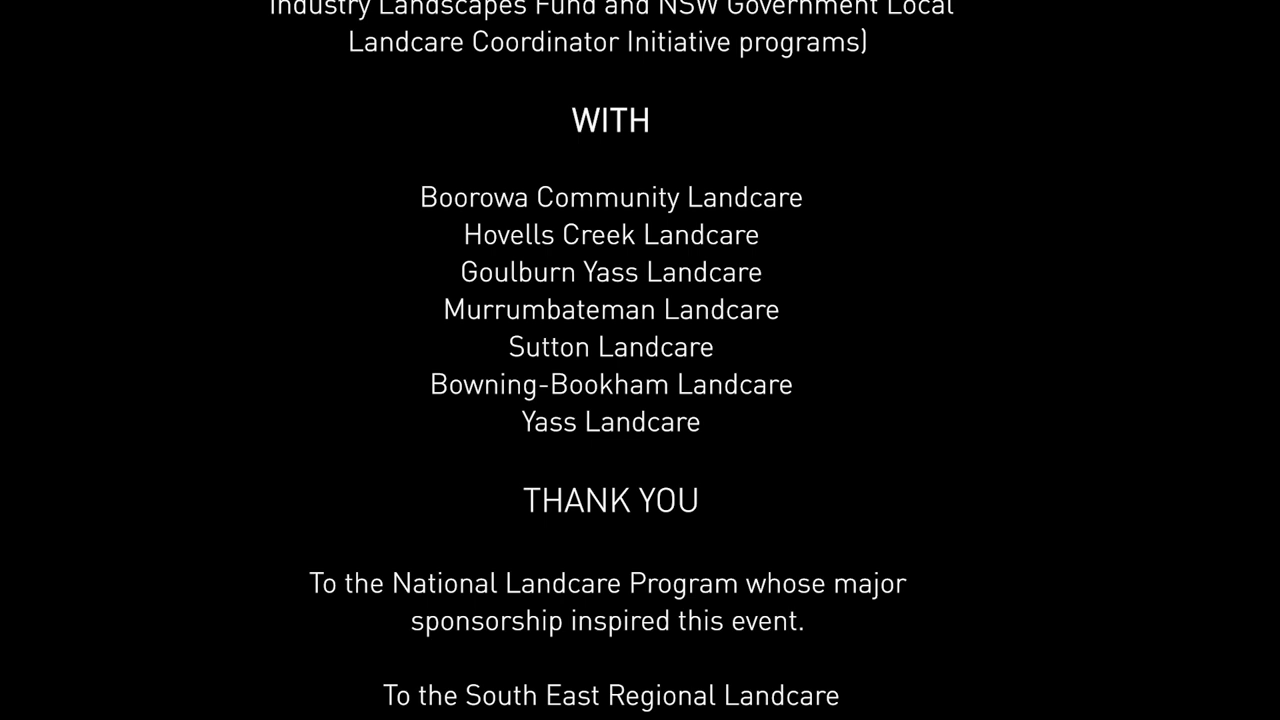 Industry Landscapes Fund and NSW Government Local
Landcare Coordinator Initiative programs)
WITH
Boorowa Community Landcare
Hovells Creek Landcare
Goulburn Yass Landcare
Murrumbateman Landcare
Sutton Landcare
Bowning-Bookham Landcare
Yass Landcare
THANK YOU
To the National Landcare Program whose major
sponsorship inspired this event.
To the South East Regional Landcare